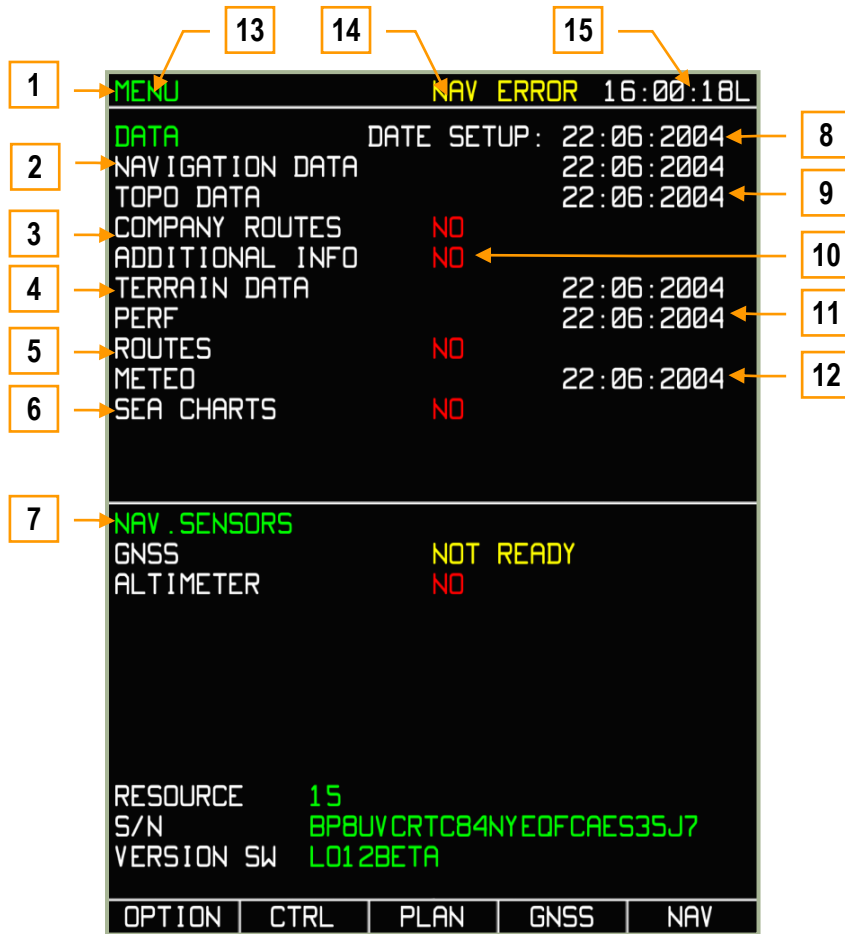 13 14 15
1 MENU NAV ERROR 16:00:18L
DATA DATE SETUP: 22:06:2004 8
2 NAVIGATION DATA 22:06:2004
TOPO DATA 22:06:2004 9
3 COMPANY ROUTES NO
ADDITIONAL INFO NO 10
4 TERRAIN DATA 22:06:2004
PERF 22:06:2004 11
5 ROUTES NO
METEO 22:06:2004 12
6 SEA CHARTS NO
7 NAV.SENSORS
GNSS NOT READY
ALTIMETER NO
RESOURCE 15
S/N BP8UVCRTC84NYEQFCAES35J7
VERSION SW L012BETA
OPTION CTRL PLAN GNSS NAV